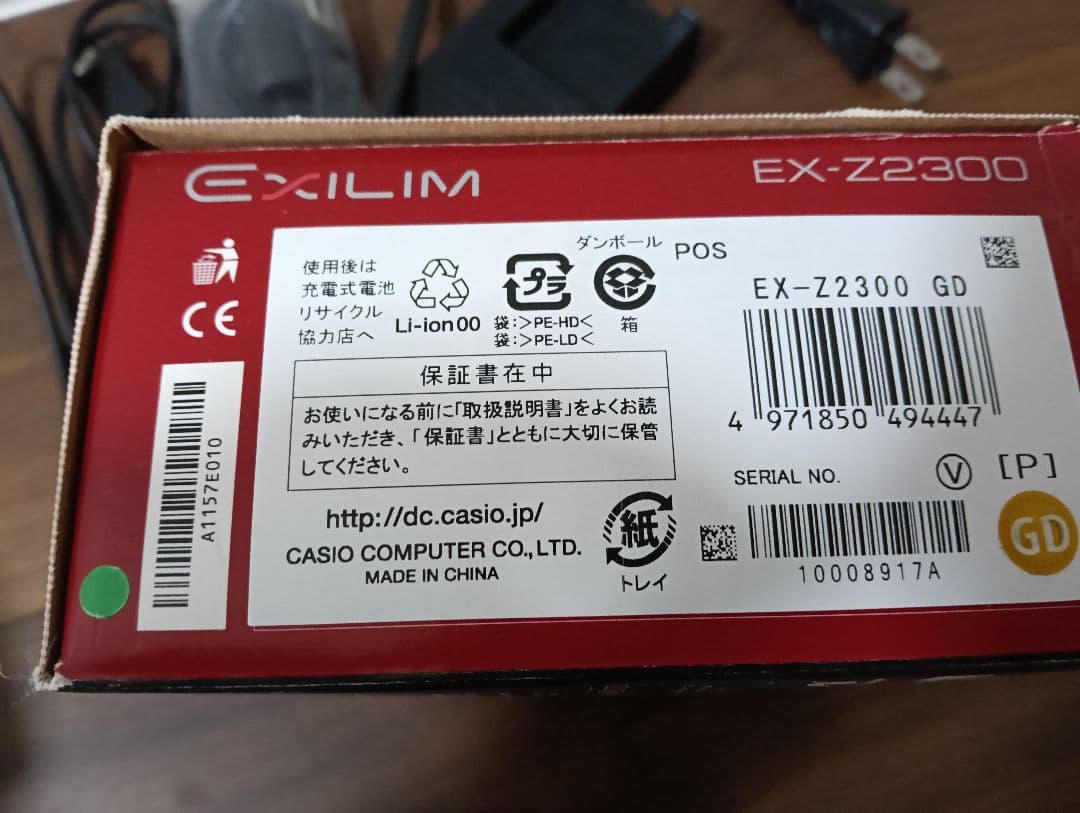 EXILIM
EX-Z2300
使用後は
充電式電池
リサイクル
協力店へ
Li-ion00
プラ
袋:>PE-HD<
袋:>PE-LD<
ダンボール
箱
POS
EX-Z2300 GD
4 971850 494447
CE
保証書在中
お使いになる前に「取扱説明書」をよくお読
みいただき、「保証書」とともに大切に保管
してください。
A1157E010
http://dc.casio.jp/
CASIO COMPUTER CO.,LTD.
MADE IN CHINA
紙
トレイ
SERIAL NO.
V [P]
GD
10008917A